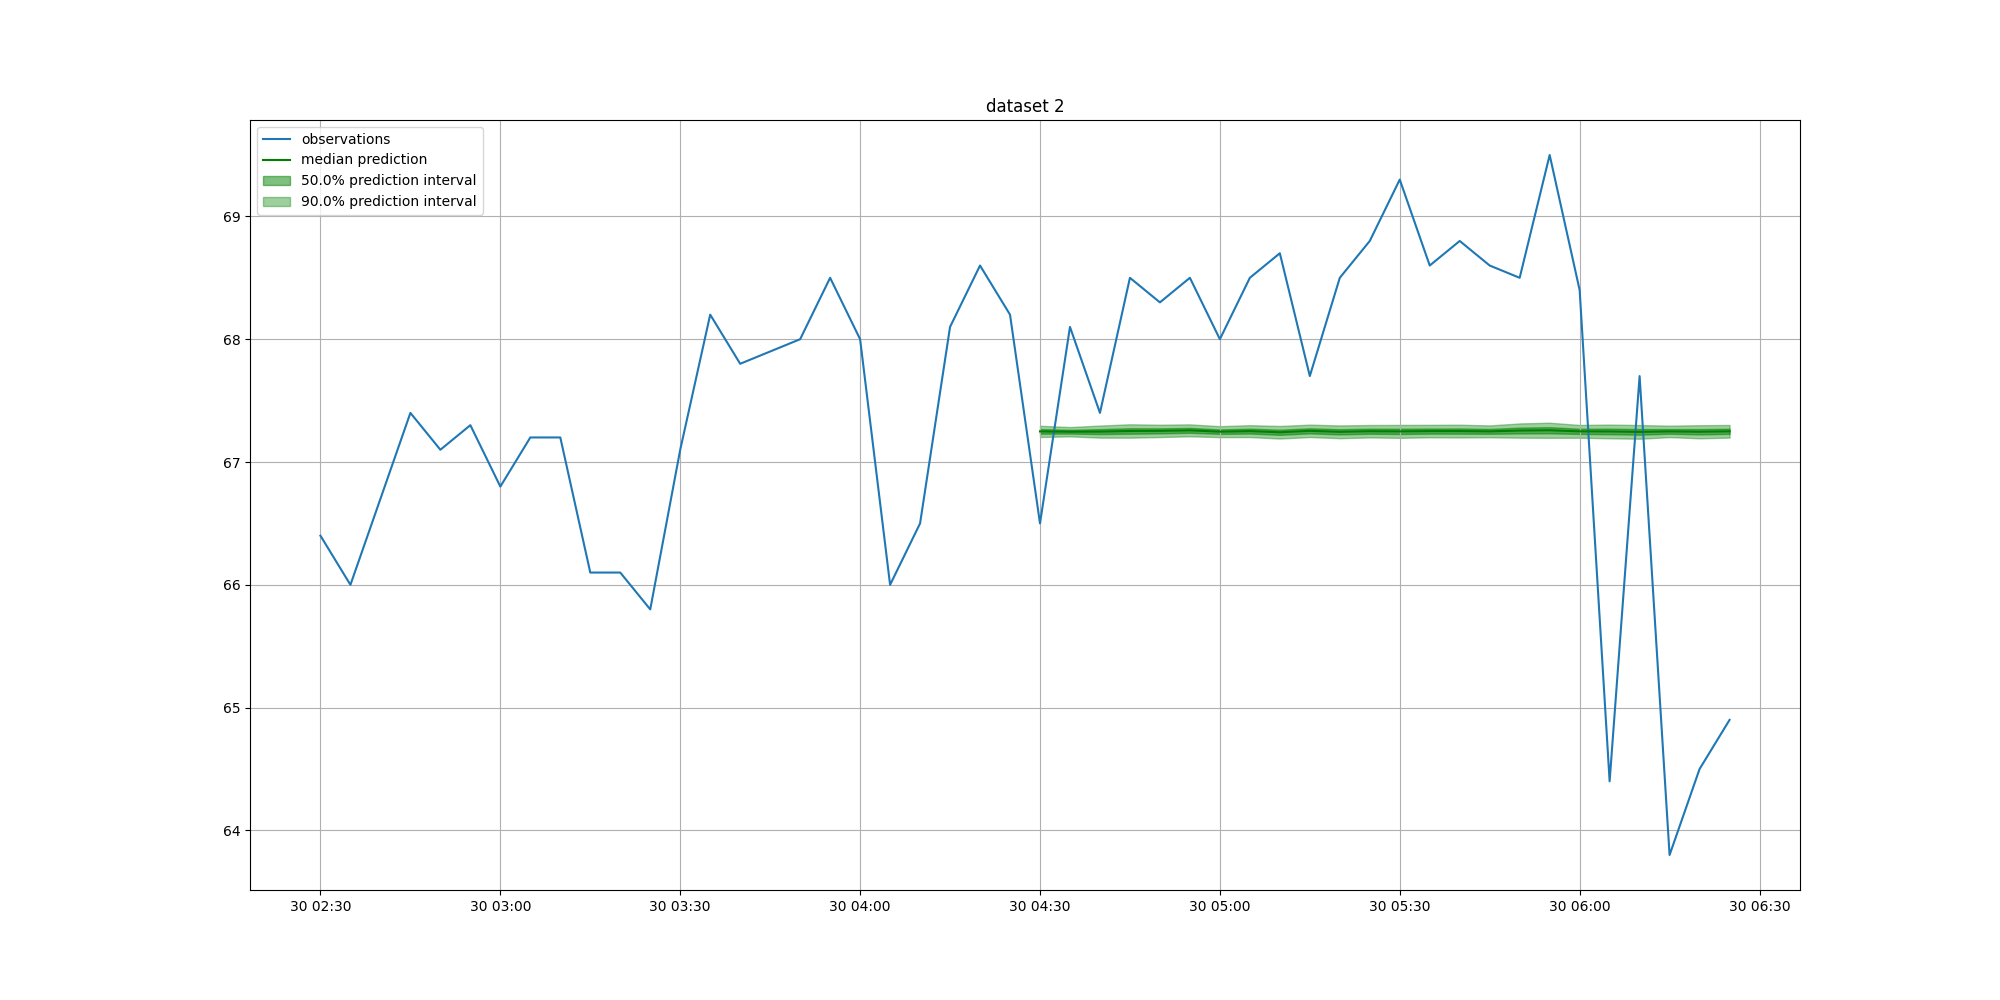 dataset 2
observations
median prediction
50.0% prediction interval
90.0% prediction interval
69
68
67
66
65
64
30 02:30 30 03:00 30 03:30 30 04:00 30 04:30 30 05:00 30 05:30 30 06:00 30 06:30